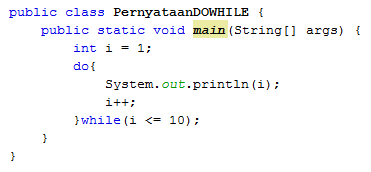 public class PernyataanDOWHILE {
    public static void main(String[] args) {
        int i = 1;
        do{
            System.out.println(i);
            i++;
        }while(i <= 10);
    }
}